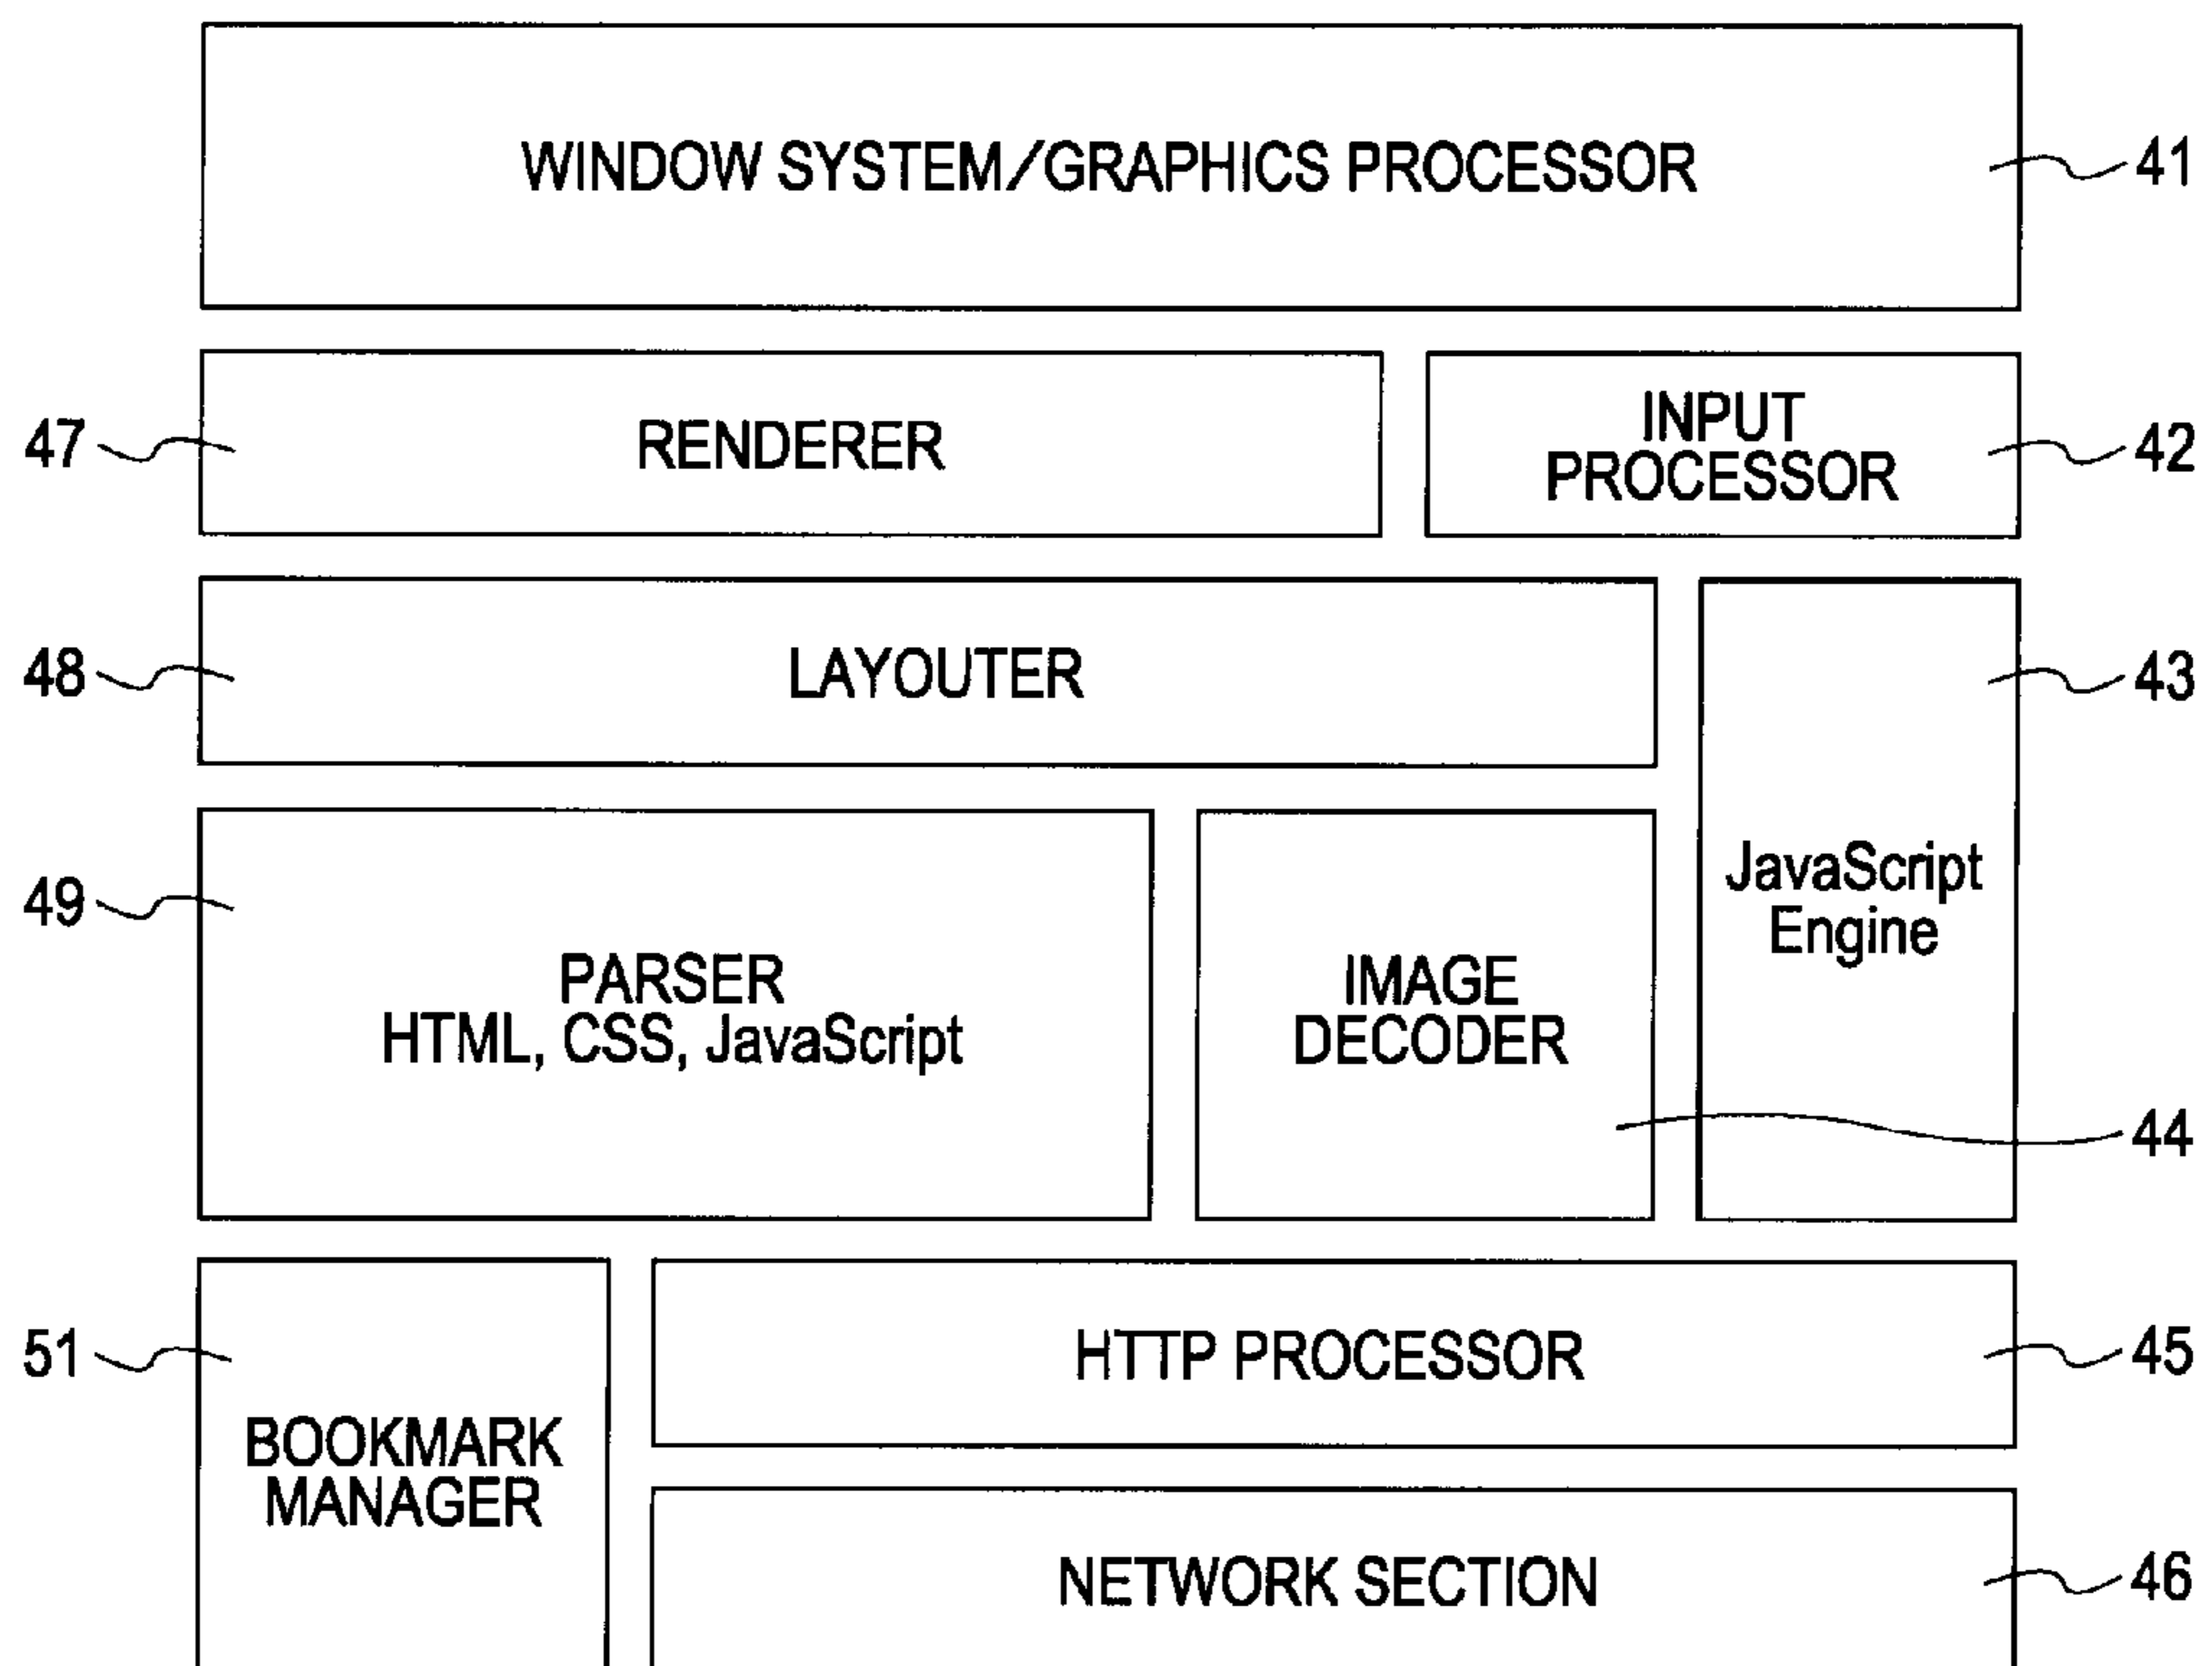 WINDOW SYSTEM/GRAPHICS PROCESSOR
41
47
RENDERER
INPUT
PROCESSOR
42
48
LAYOUTER
43
49
PARSER
HTML, CSS, JavaScript
IMAGE
DECODER
JavaScript
Engine
44
51
BOOKMARK
MANAGER
HTTP PROCESSOR
45
NETWORK SECTION
46